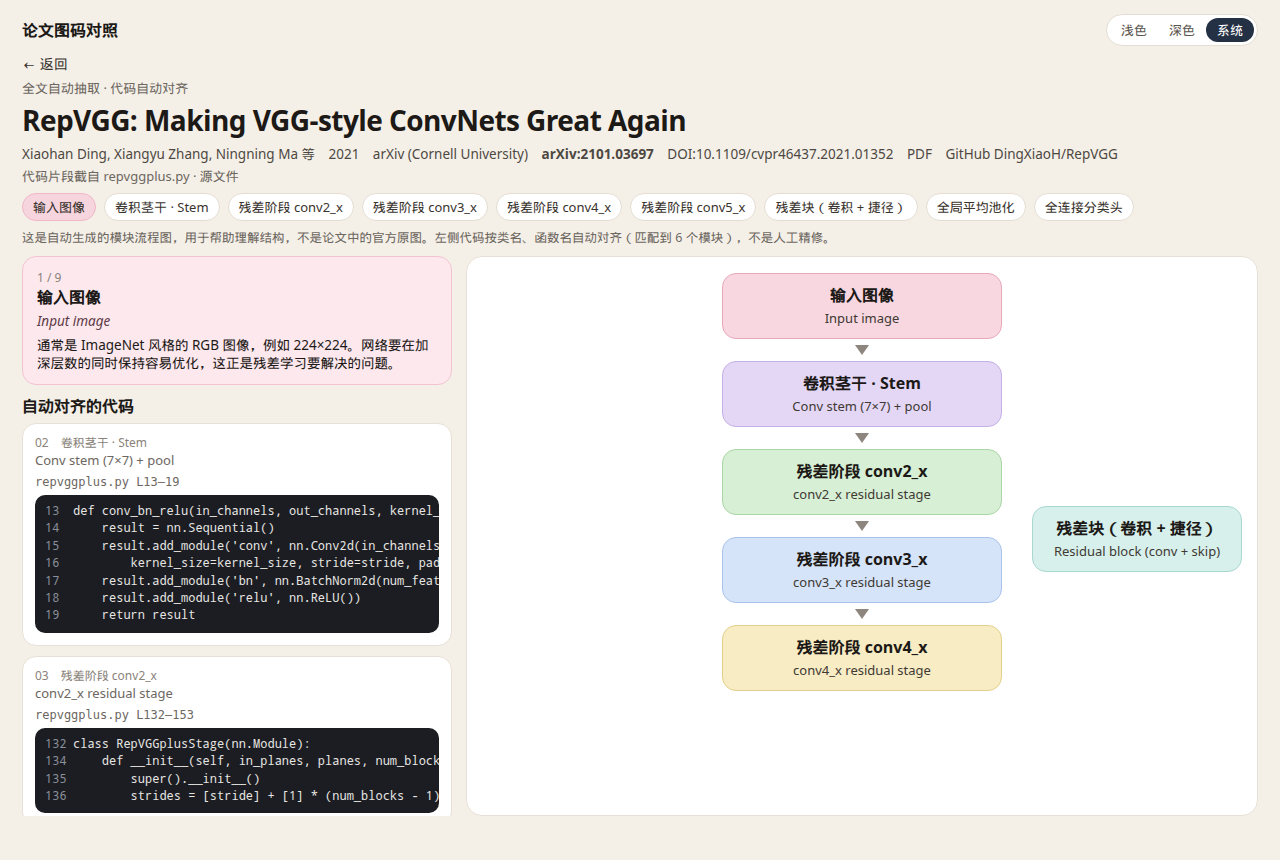 论文图码对照
浅色 深色 系统
← 返回
全文自动抽取 · 代码自动对齐
RepVGG: Making VGG-style ConvNets Great Again
Xiaohan Ding, Xiangyu Zhang, Ningning Ma 等 2021 arXiv (Cornell University) arXiv:2101.03697 DOI:10.1109/cvpr46437.2021.01352 PDF GitHub DingXiaoH/RepVGG
代码片段截自 repvggplus.py · 源文件
输入图像 卷积茎干 · Stem 残差阶段 conv2_x 残差阶段 conv3_x 残差阶段 conv4_x 残差阶段 conv5_x 残差块（卷积 + 捷径） 全局平均池化 全连接分类头
这是自动生成的模块流程图，用于帮助理解结构，不是论文中的官方原图。左侧代码按类名、函数名自动对齐（匹配到 6 个模块），不是人工精修。
1 / 9
输入图像
Input image
通常是 ImageNet 风格的 RGB 图像，例如 224×224。网络要在加
深层数的同时保持容易优化，这正是残差学习要解决的问题。
自动对齐的代码
02 卷积茎干 · Stem
Conv stem (7×7) + pool
repvggplus.py L13–19
13 def conv_bn_relu(in_channels, out_channels, kernel_
14     result = nn.Sequential()
15     result.add_module('conv', nn.Conv2d(in_channels
16         kernel_size=kernel_size, stride=stride, pad
17     result.add_module('bn', nn.BatchNorm2d(num_feat
18     result.add_module('relu', nn.ReLU())
19     return result
03 残差阶段 conv2_x
conv2_x residual stage
repvggplus.py L132–153
132 class RepVGGplusStage(nn.Module):
134     def __init__(self, in_planes, planes, num_block
135         super().__init__()
136         strides = [stride] + [1] * (num_blocks - 1)
输入图像
Input image
卷积茎干 · Stem
Conv stem (7×7) + pool
残差阶段 conv2_x
conv2_x residual stage
残差阶段 conv3_x
conv3_x residual stage
残差阶段 conv4_x
conv4_x residual stage
残差块（卷积 + 捷径）
Residual block (conv + skip)